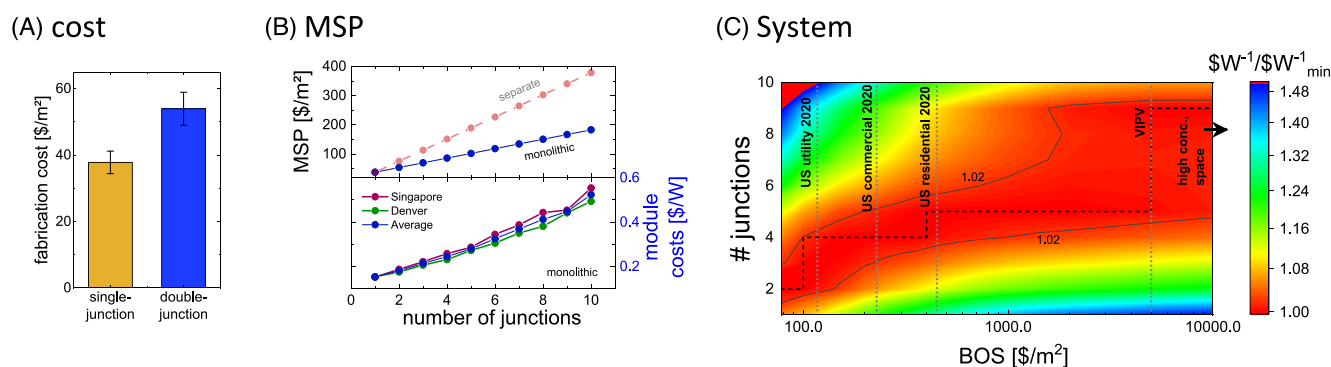 (A) cost
fabrication cost [$/m²]
60
40
20
0
single-
junction
double-
junction
(B) MSP
MSP [$/m²]
400
300
200
100
separate
monolithic
Singapore
Denver
Average
monolithic
0.6
0.4
0.2
module
costs [$/W]
0
2
4
6
8
10
number of junctions
(C) System
# junctions
10
8
6
4
2
US utility 2020
US commercial 2020
US residential 2020
VIPV
high conc.,
space
1.02
1.02
100.0
1000.0
10000.0
BOS [$/m²]
$W⁻¹/$W⁻¹min
1.48
1.40
1.32
1.24
1.16
1.08
1.00